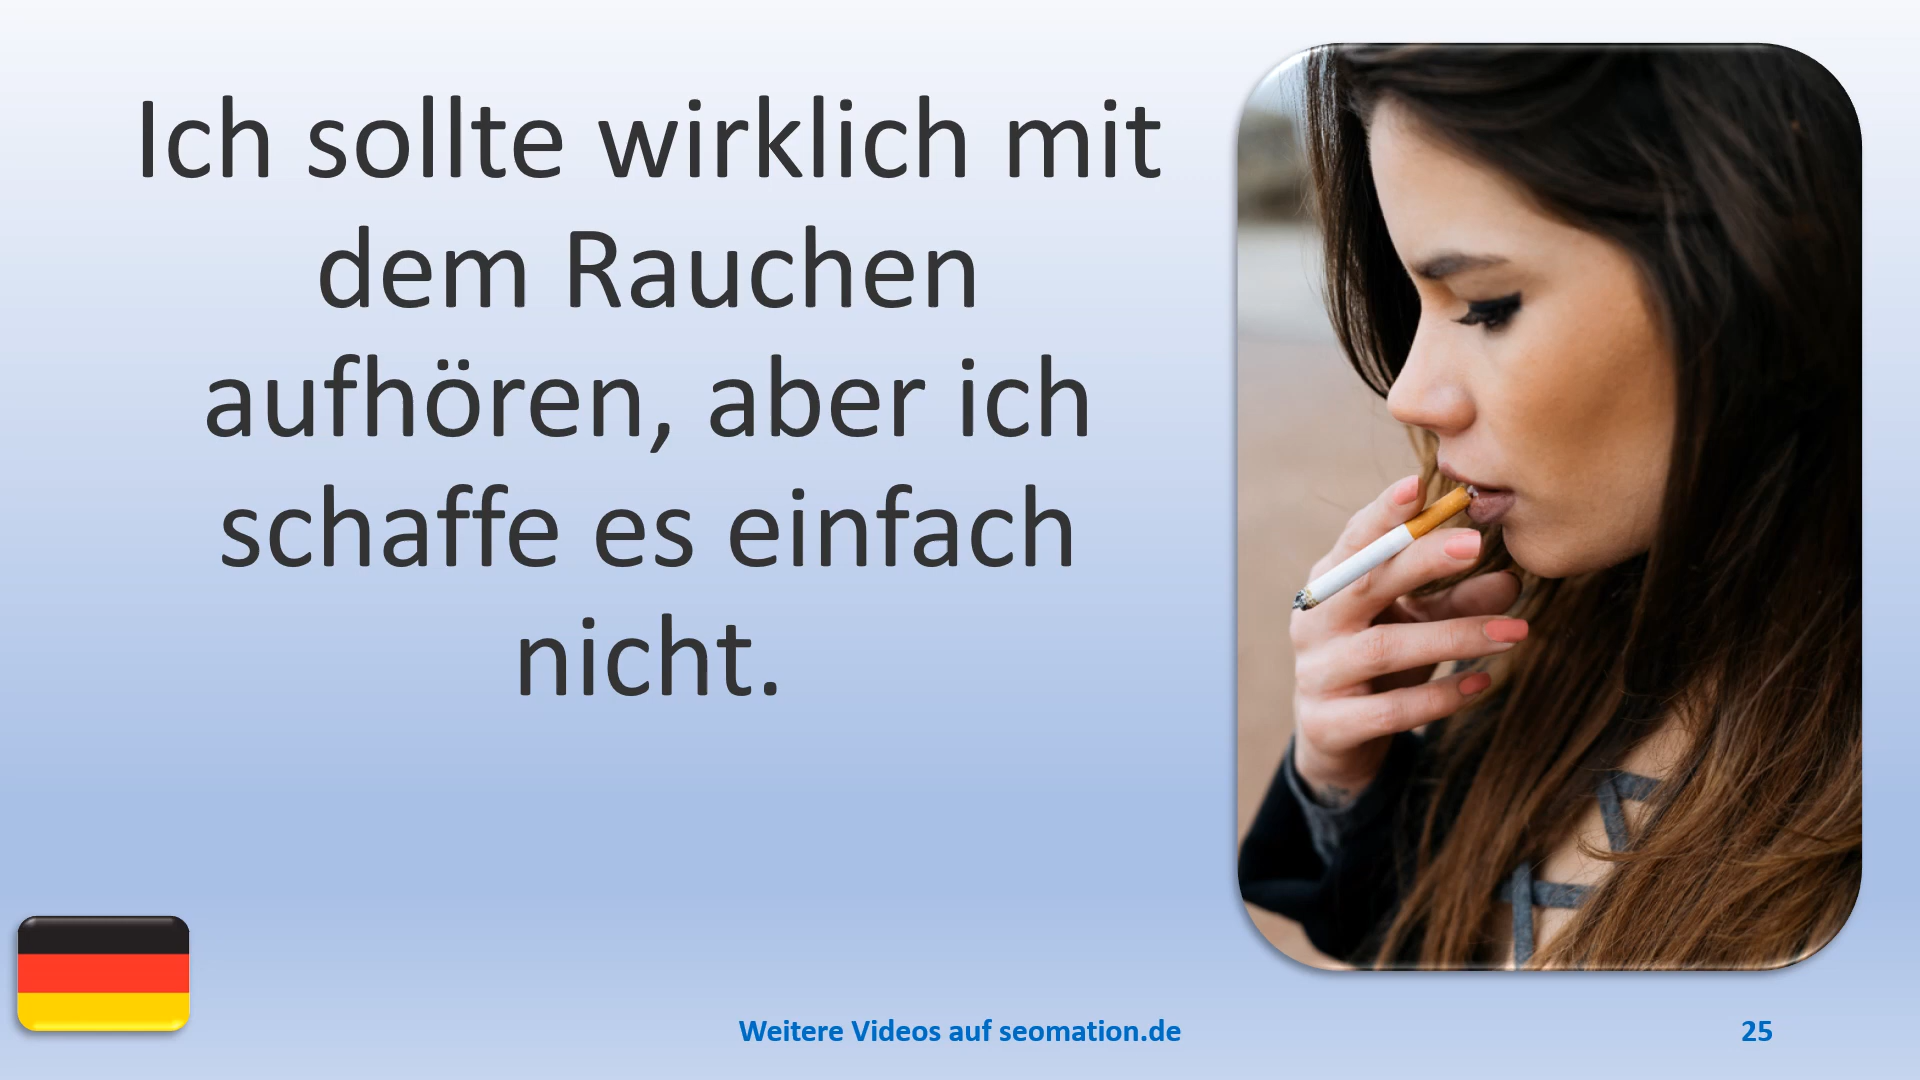 Ich sollte wirklich mit
dem Rauchen
aufhören, aber ich
schaffe es einfach
nicht.
Weitere Videos auf seomation.de
25